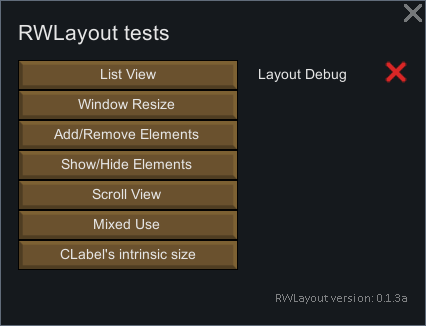 RWLayout tests
List View
Layout Debug
Window Resize
Add/Remove Elements
Show/Hide Elements
Scroll View
Mixed Use
CLabel's intrinsic size
RWLayout version: 0.1.3a